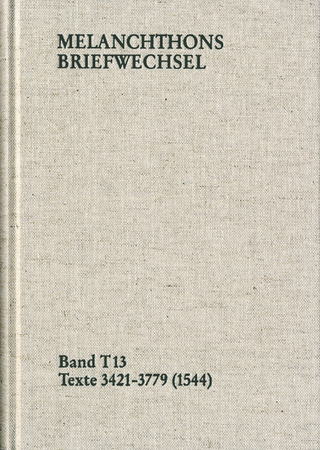 MELANCHTHONS
BRIEFWECHSEL
Band T13
Texte 3421-3779 (1544)